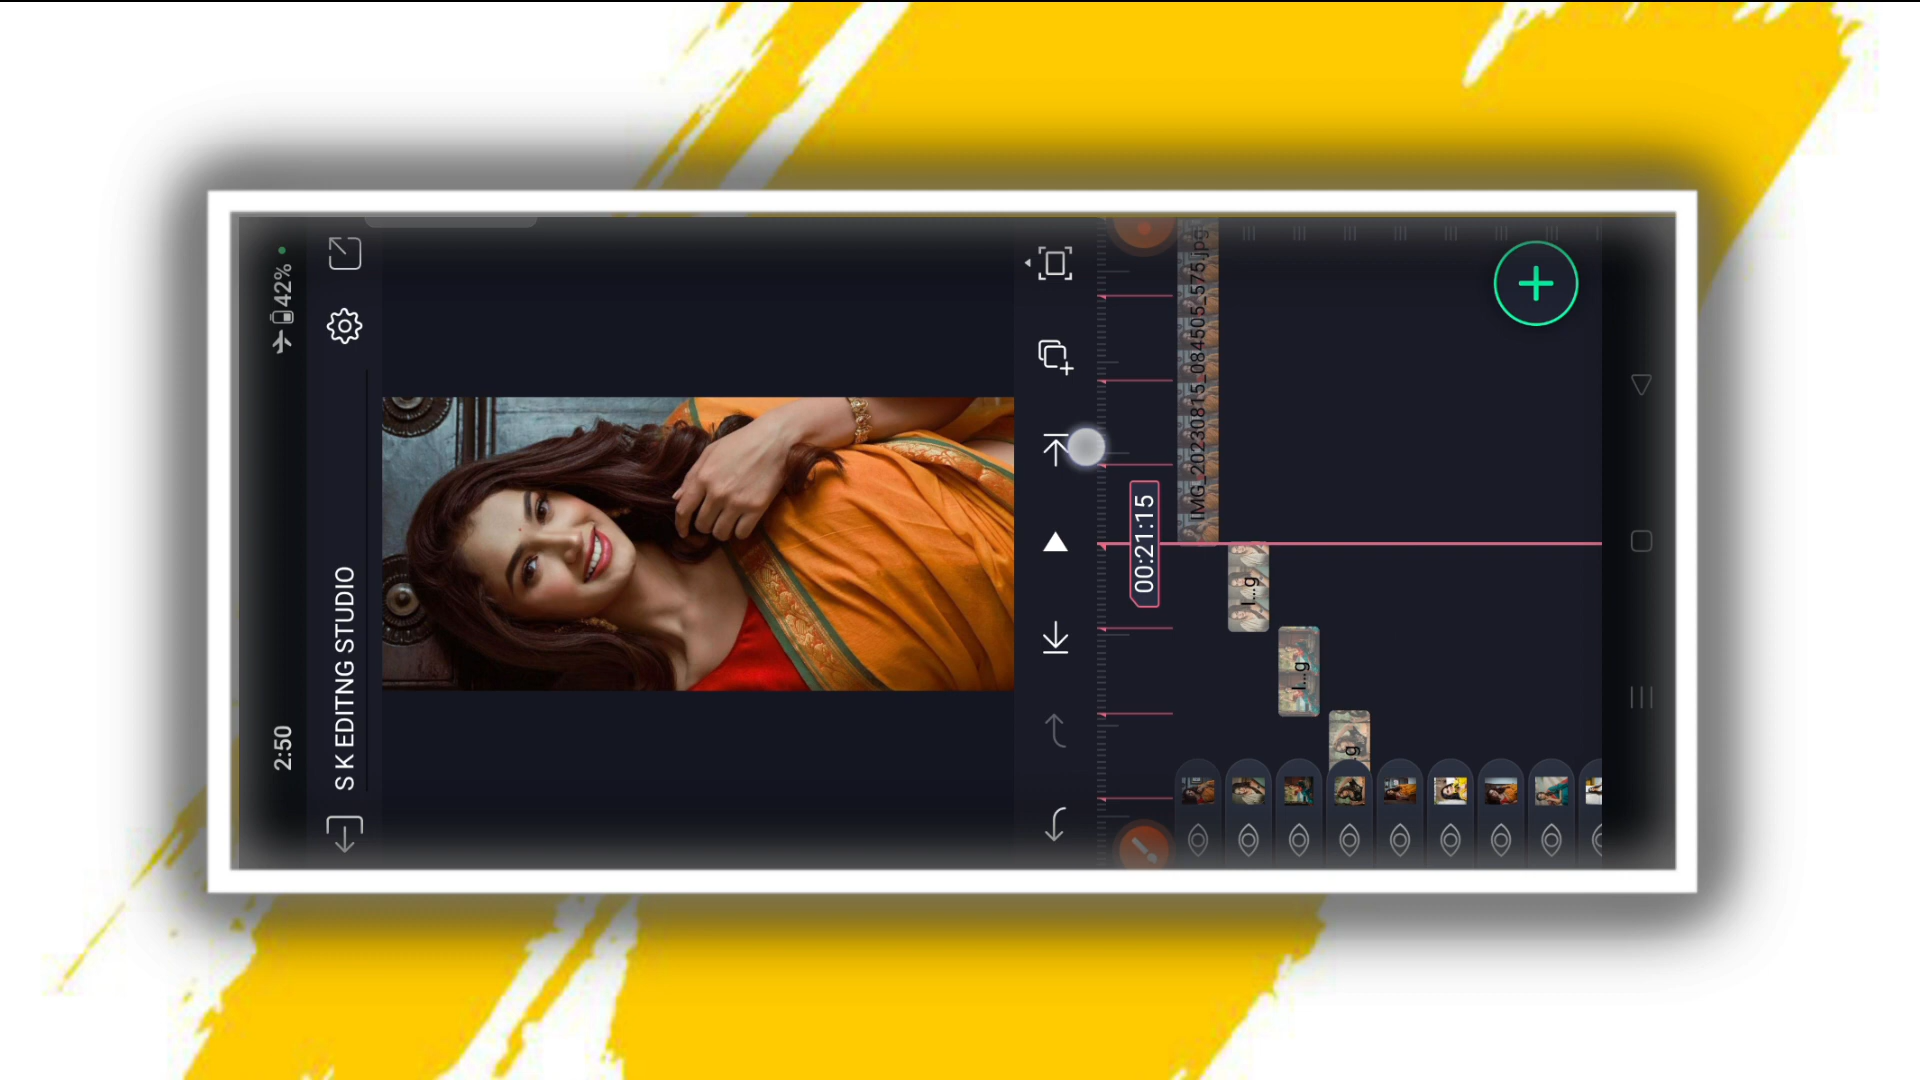 2:50
42%
S K EDITNG STUDIO
00:21:15
IMG_20230815_084505_575.jpg
I...g
I...g
g